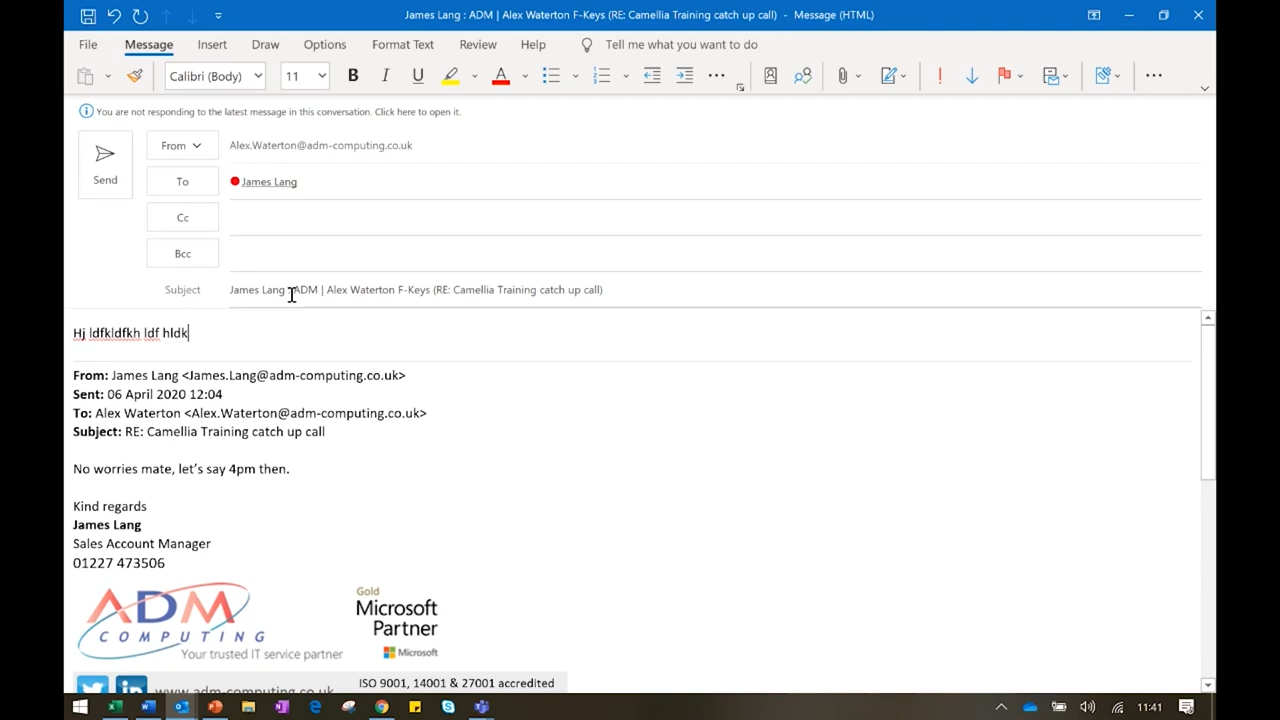 James Lang : ADM | Alex Waterton F-Keys (RE: Camellia Training catch up call) - Message (HTML)
File Message Insert Draw Options Format Text Review Help Tell me what you want to do
Calibri (Body) 11 B I U A
You are not responding to the latest message in this conversation. Click here to open it.
Send
From Alex.Waterton@adm-computing.co.uk
To James Lang
Cc
Bcc
Subject James Lang : ADM | Alex Waterton F-Keys (RE: Camellia Training catch up call)
Hj ldfkldfkh ldf hldk
From: James Lang <James.Lang@adm-computing.co.uk>
Sent: 06 April 2020 12:04
To: Alex Waterton <Alex.Waterton@adm-computing.co.uk>
Subject: RE: Camellia Training catch up call
No worries mate, let's say 4pm then.
Kind regards
James Lang
Sales Account Manager
01227 473506
ADM
COMPUTING
Your trusted IT service partner
Gold
Microsoft
Partner
Microsoft
www.adm-computing.co.uk
ISO 9001, 14001 & 27001 accredited
11:41